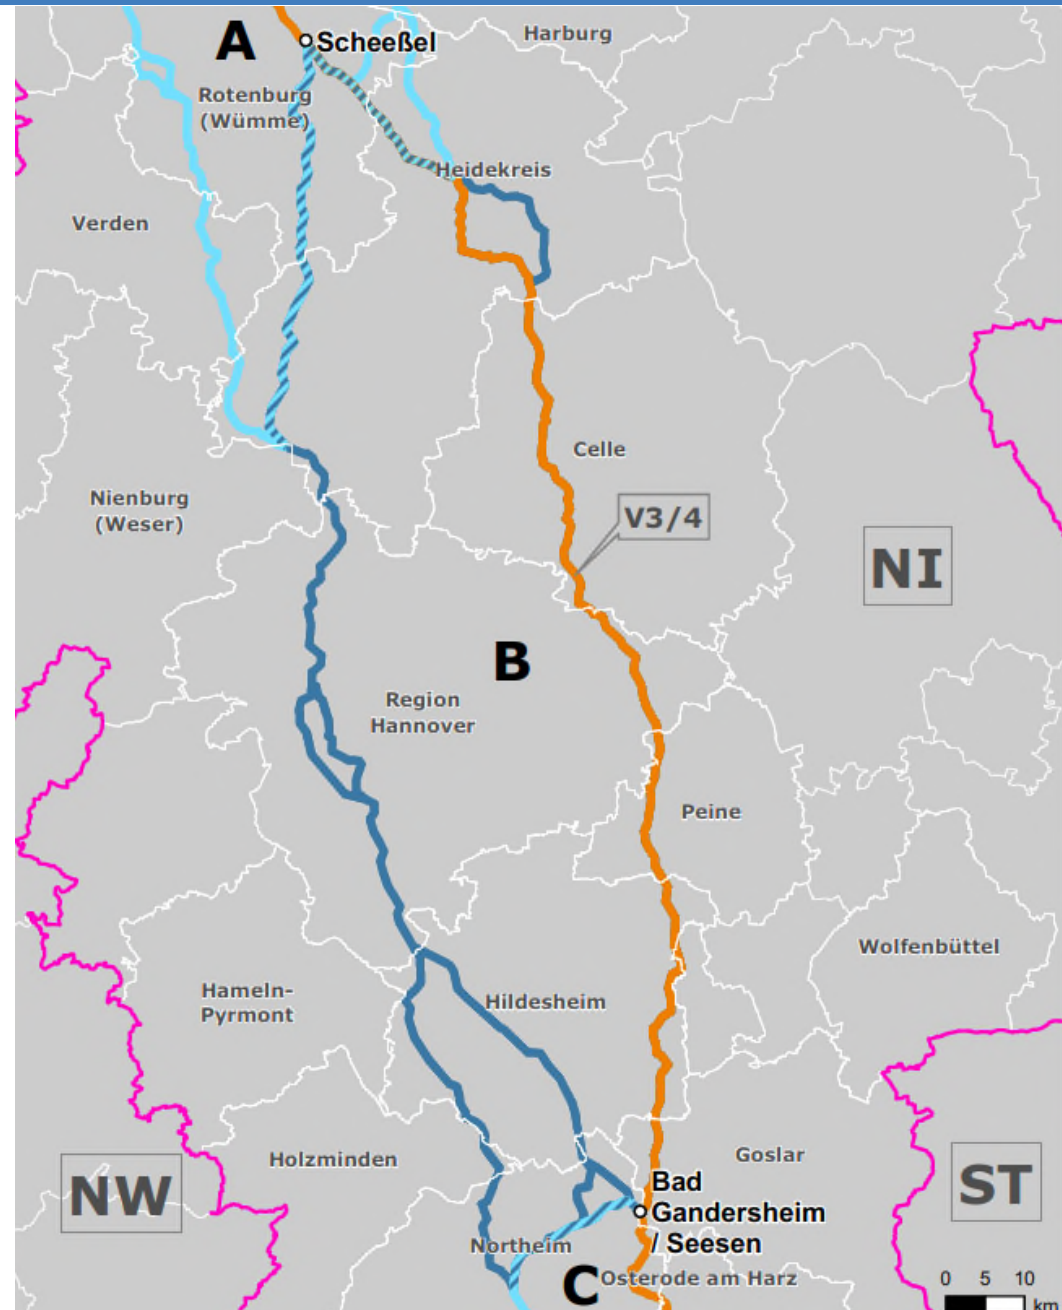 A
Scheeßel
Harburg
Rotenburg
(Wümme)
Heidekreis
Verden
Celle
Nienburg
(Weser)
V3/4
NI
B
Region
Hannover
Peine
Wolfenbüttel
Hameln-
Pyrmont
Hildesheim
Holzminden
Goslar
NW
ST
Bad
Gandersheim
/ Seesen
Northeim
C
Osterode am Harz
0 5 10
km